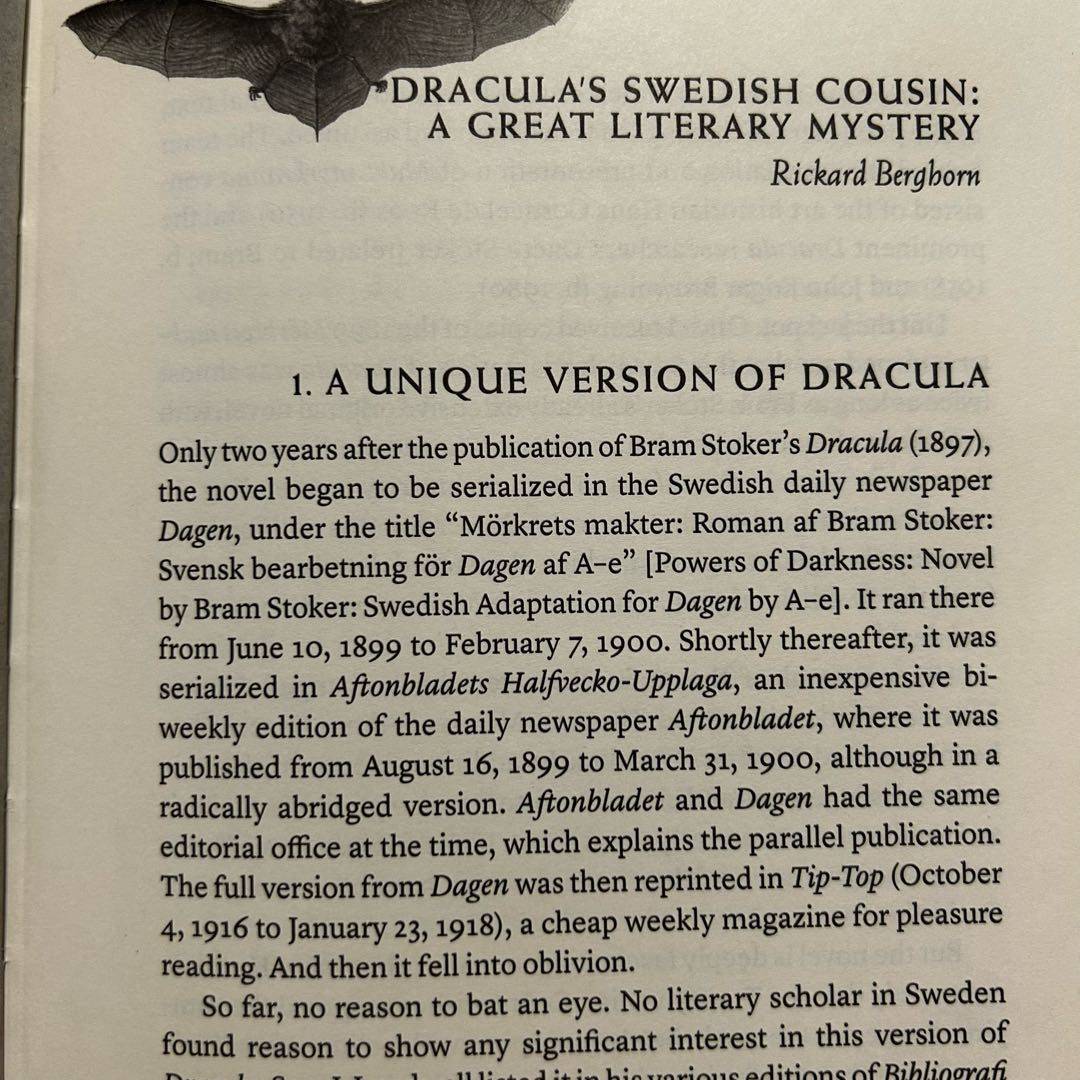 DRACULA'S SWEDISH COUSIN:
A GREAT LITERARY MYSTERY
Rickard Berghorn
1. A UNIQUE VERSION OF DRACULA
Only two years after the publication of Bram Stoker's Dracula (1897),
the novel began to be serialized in the Swedish daily newspaper
Dagen, under the title “Mörkrets makter: Roman af Bram Stoker:
Svensk bearbetning för Dagen af A–e” [Powers of Darkness: Novel
by Bram Stoker: Swedish Adaptation for Dagen by A–e]. It ran there
from June 10, 1899 to February 7, 1900. Shortly thereafter, it was
serialized in Aftonbladets Halfvecko-Upplaga, an inexpensive bi-
weekly edition of the daily newspaper Aftonbladet, where it was
published from August 16, 1899 to March 31, 1900, although in a
radically abridged version. Aftonbladet and Dagen had the same
editorial office at the time, which explains the parallel publication.
The full version from Dagen was then reprinted in Tip-Top (October
4, 1916 to January 23, 1918), a cheap weekly magazine for pleasure
reading. And then it fell into oblivion.
So far, no reason to bat an eye. No literary scholar in Sweden
found reason to show any significant interest in this version of
listed it in his various editions of Bibliografi